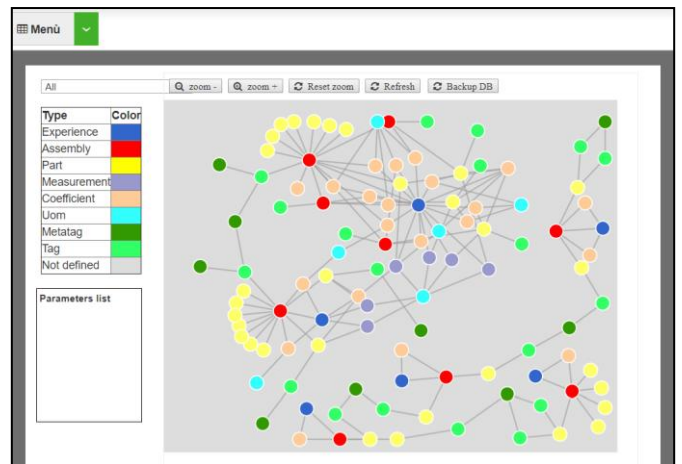 Menù
All
zoom -
zoom +
Reset zoom
Refresh
Backup DB
Type Color
Experience
Assembly
Part
Measurement
Coefficient
Uom
Metatag
Tag
Not defined
Parameters list